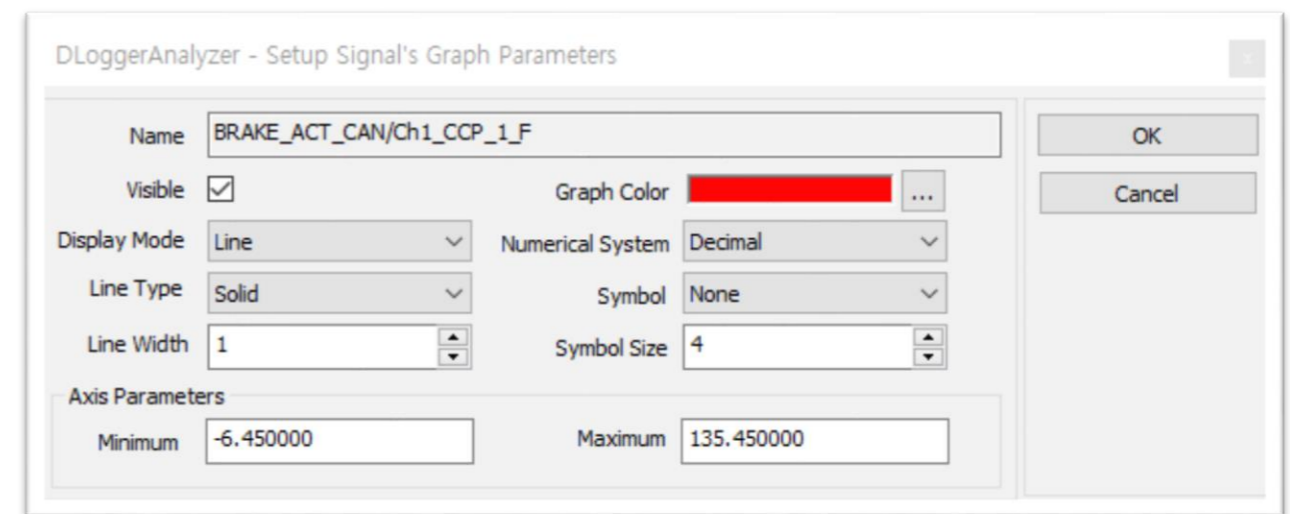 DLoggerAnalyzer - Setup Signal's Graph Parameters
Name BRAKE_ACT_CAN/Ch1_CCP_1_F OK
Visible Graph Color ... Cancel
Display Mode Line Numerical System Decimal
Line Type Solid Symbol None
Line Width 1 Symbol Size 4
Axis Parameters
Minimum -6.450000 Maximum 135.450000